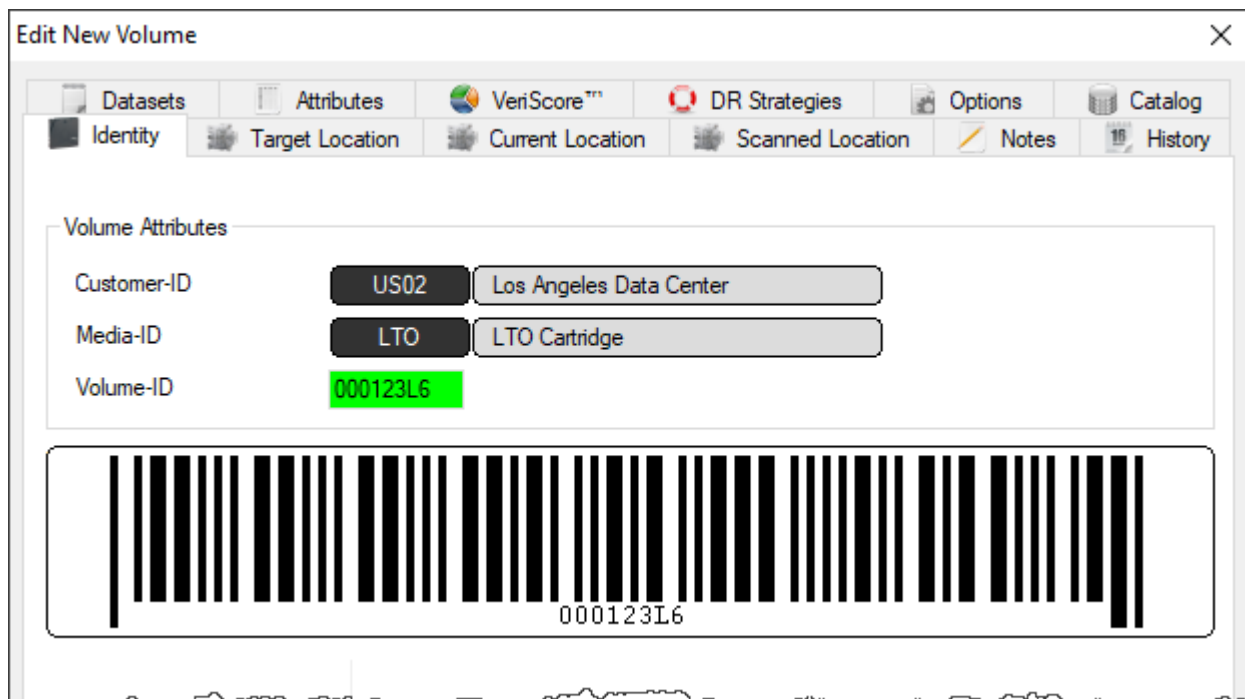 Edit New Volume
Datasets Attributes VeriScore™ DR Strategies Options Catalog
Identity Target Location Current Location Scanned Location Notes 16 History
Volume Attributes
Customer-ID US02 Los Angeles Data Center
Media-ID LTO LTO Cartridge
Volume-ID 000123L6
000123L6